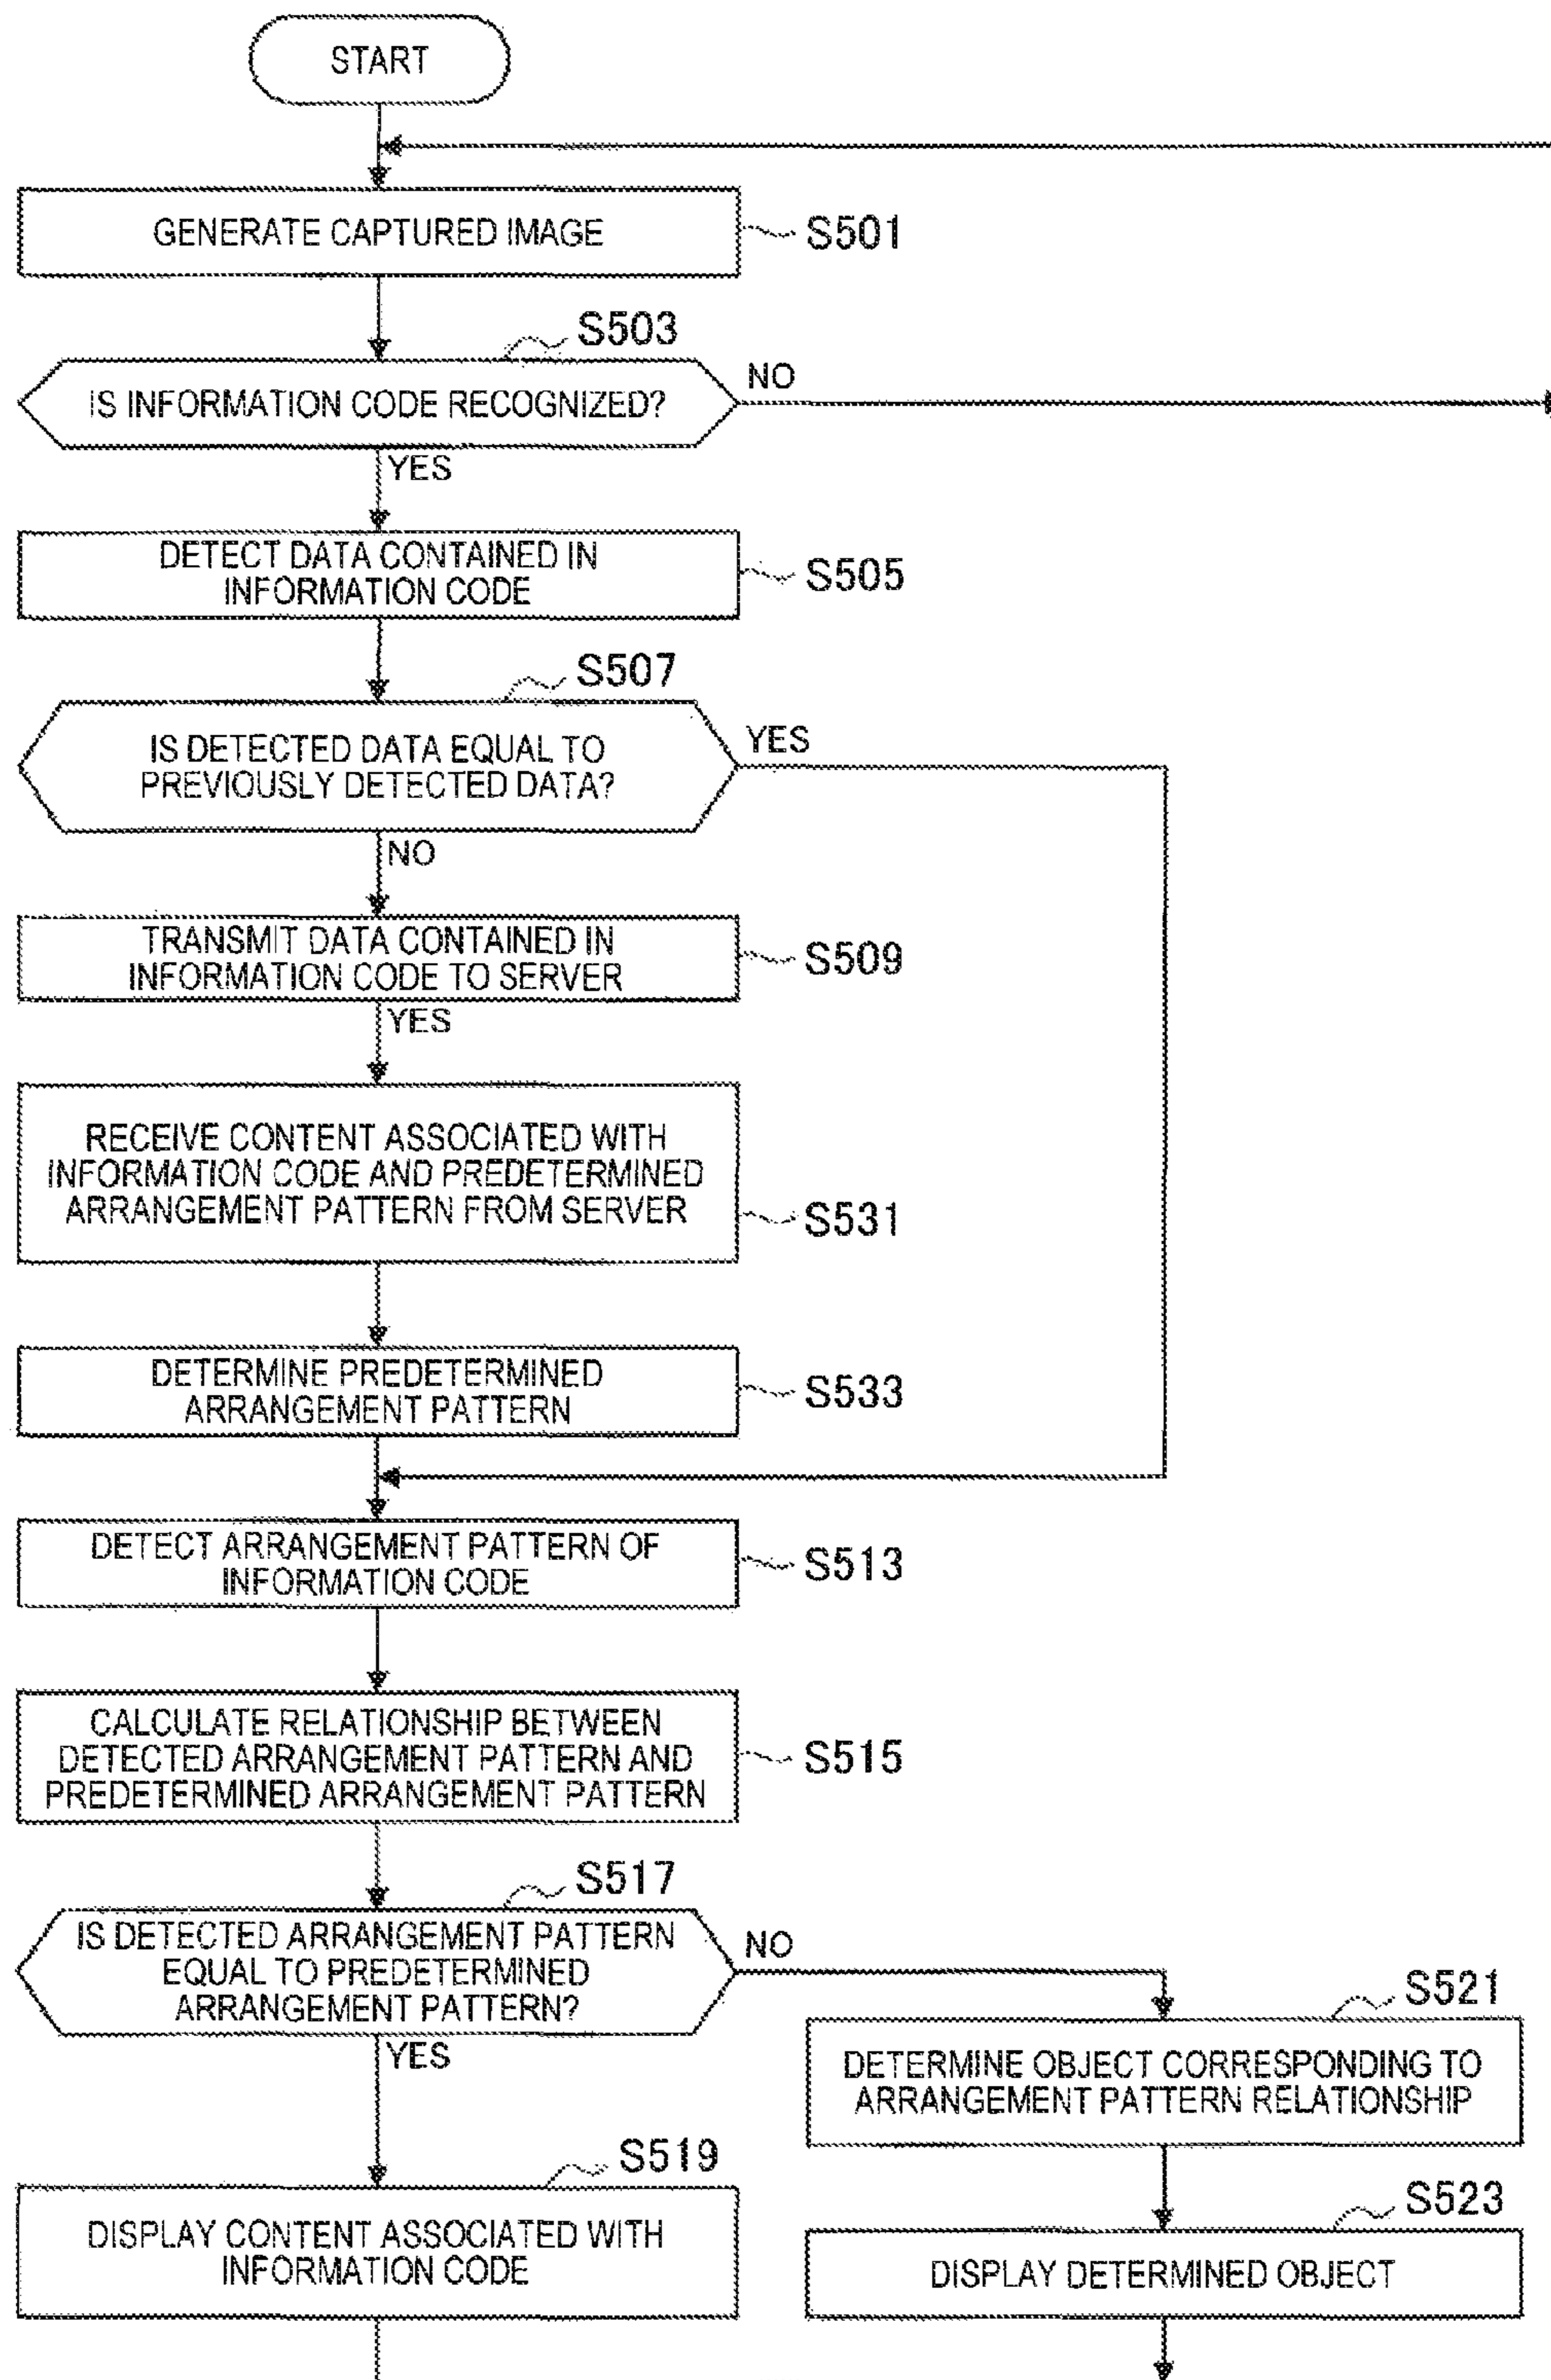 START
GENERATE CAPTURED IMAGE
S501
S503
IS INFORMATION CODE RECOGNIZED?
NO
YES
DETECT DATA CONTAINED IN
INFORMATION CODE
S505
S507
IS DETECTED DATA EQUAL TO
PREVIOUSLY DETECTED DATA?
YES
NO
TRANSMIT DATA CONTAINED IN
INFORMATION CODE TO SERVER
S509
YES
RECEIVE CONTENT ASSOCIATED WITH
INFORMATION CODE AND PREDETERMINED
ARRANGEMENT PATTERN FROM SERVER
S531
DETERMINE PREDETERMINED
ARRANGEMENT PATTERN
S533
DETECT ARRANGEMENT PATTERN OF
INFORMATION CODE
S513
CALCULATE RELATIONSHIP BETWEEN
DETECTED ARRANGEMENT PATTERN AND
PREDETERMINED ARRANGEMENT PATTERN
S515
S517
IS DETECTED ARRANGEMENT PATTERN
EQUAL TO PREDETERMINED
ARRANGEMENT PATTERN?
NO
YES
S521
DETERMINE OBJECT CORRESPONDING TO
ARRANGEMENT PATTERN RELATIONSHIP
S519
DISPLAY CONTENT ASSOCIATED WITH
INFORMATION CODE
S523
DISPLAY DETERMINED OBJECT